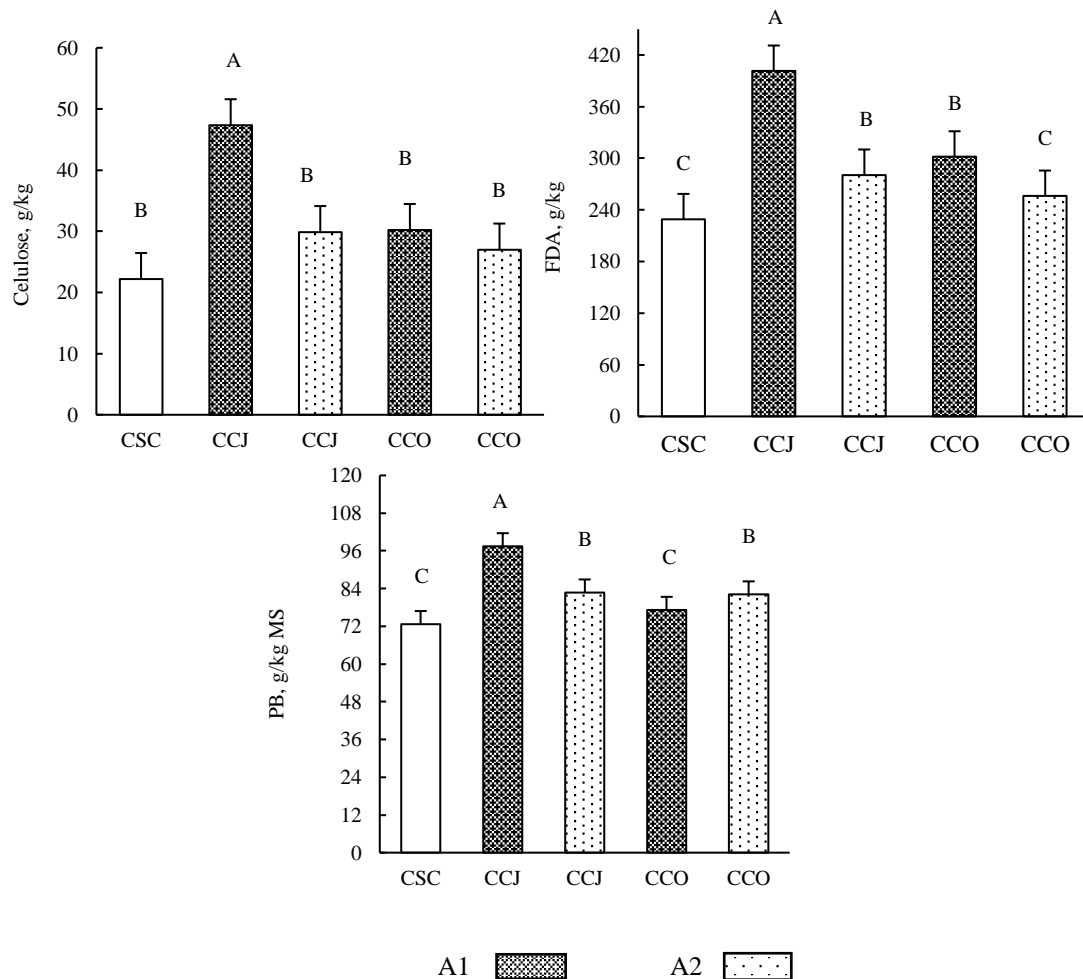 Celulose, g/kg
60
50
40
30
20
10
0
B
A
B
B
B
CSC
CCJ
CCJ
CCO
CCO
FDA, g/kg
420
360
300
240
180
120
60
0
C
A
B
B
C
CSC
CCJ
CCJ
CCO
CCO
PB, g/kg MS
120
108
96
84
72
60
48
36
24
12
0
C
A
B
C
B
CSC
CCJ
CCJ
CCO
CCO
A1
A2